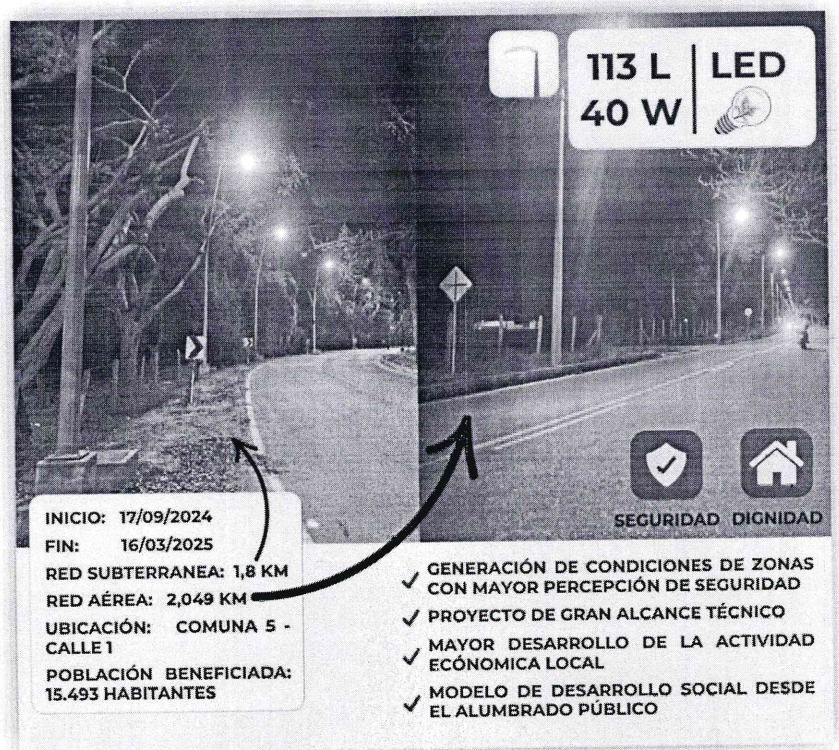 113 L
40 W
LED
SEGURIDAD DIGNIDAD
INICIO: 17/09/2024
FIN: 16/03/2025
RED SUBTERRANEA: 1,8 KM
RED AÉREA: 2,049 KM
UBICACIÓN: COMUNA 5 -
CALLE 1
POBLACIÓN BENEFICIADA:
15.493 HABITANTES
GENERACIÓN DE CONDICIONES DE ZONAS
CON MAYOR PERCEPCIÓN DE SEGURIDAD
PROYECTO DE GRAN ALCANCE TÉCNICO
MAYOR DESARROLLO DE LA ACTIVIDAD
ECÓNOMICA LOCAL
MODELO DE DESARROLLO SOCIAL DESDE
EL ALUMBRADO PÚBLICO